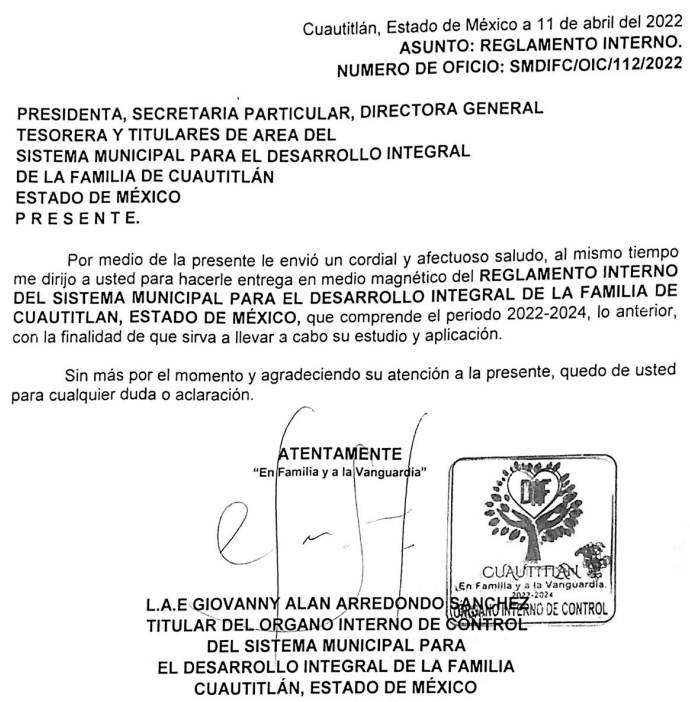 Cuautitlán, Estado de México a 11 de abril del 2022
ASUNTO: REGLAMENTO INTERNO.
NUMERO DE OFICIO: SMDIFC/OIC/112/2022
PRESIDENTA, SECRETARIA PARTICULAR, DIRECTORA GENERAL
TESORERA Y TITULARES DE AREA DEL
SISTEMA MUNICIPAL PARA EL DESARROLLO INTEGRAL
DE LA FAMILIA DE CUAUTITLÁN
ESTADO DE MÉXICO
P R E S E N T E.
Por medio de la presente le envió un cordial y afectuoso saludo, al mismo tiempo
me dirijo a usted para hacerle entrega en medio magnético del REGLAMENTO INTERNO
DEL SISTEMA MUNICIPAL PARA EL DESARROLLO INTEGRAL DE LA FAMILIA DE
CUAUTITLAN, ESTADO DE MÉXICO, que comprende el periodo 2022-2024, lo anterior,
con la finalidad de que sirva a llevar a cabo su estudio y aplicación.
Sin más por el momento y agradeciendo su atención a la presente, quedo de usted
para cualquier duda o aclaración.
ATENTAMENTE
“En Familia y a la Vanguardia”
DIF
CUAUTITLÁN
En Familia y a la Vanguardia.
2022-2024
ORGANO INTERNO DE CONTROL
L.A.E GIOVANNY ALAN ARREDONDO SANCHEZ
TITULAR DEL ORGANO INTERNO DE CONTROL
DEL SISTEMA MUNICIPAL PARA
EL DESARROLLO INTEGRAL DE LA FAMILIA
CUAUTITLÁN, ESTADO DE MÉXICO